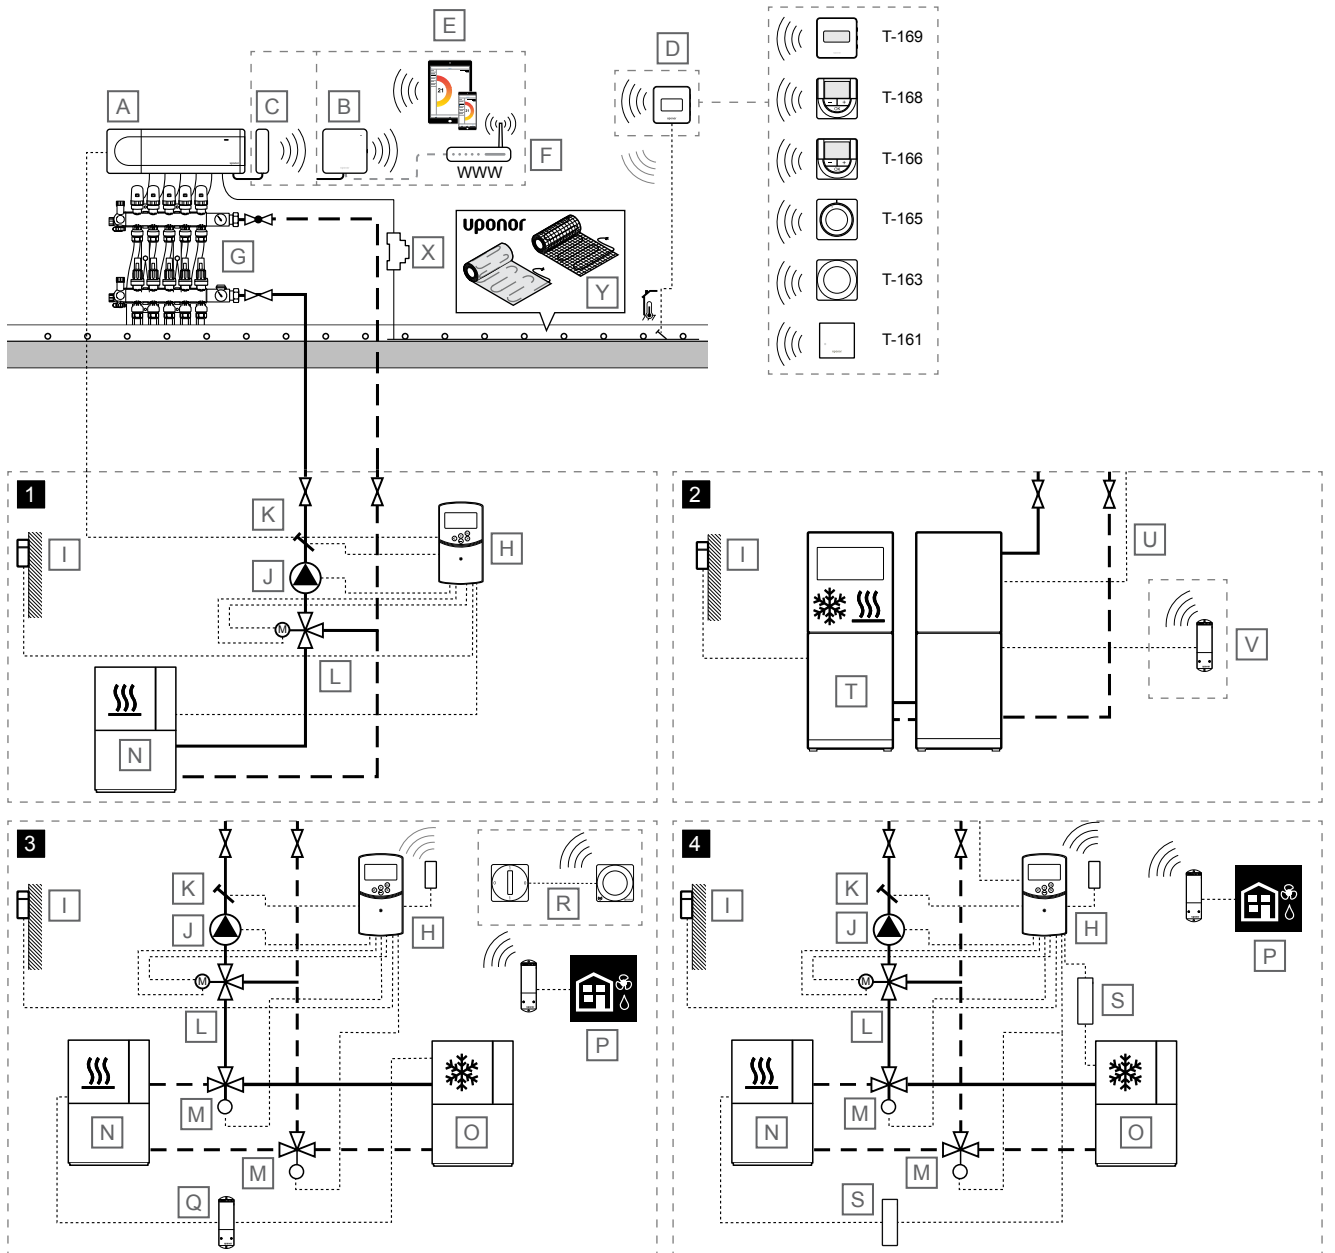 E
D
T-169
A
C
B
T-168
F
WWW
T-166
uponor
T-165
G
X
Y
T-163
T-161
1
K
I
H
J
M
L
N
2
I
U
V
T
3
K
I
J
H
R
M
L
P
N
M
O
M
Q
4
K
I
J
H
P
M
L
S
N
M
O
M
S